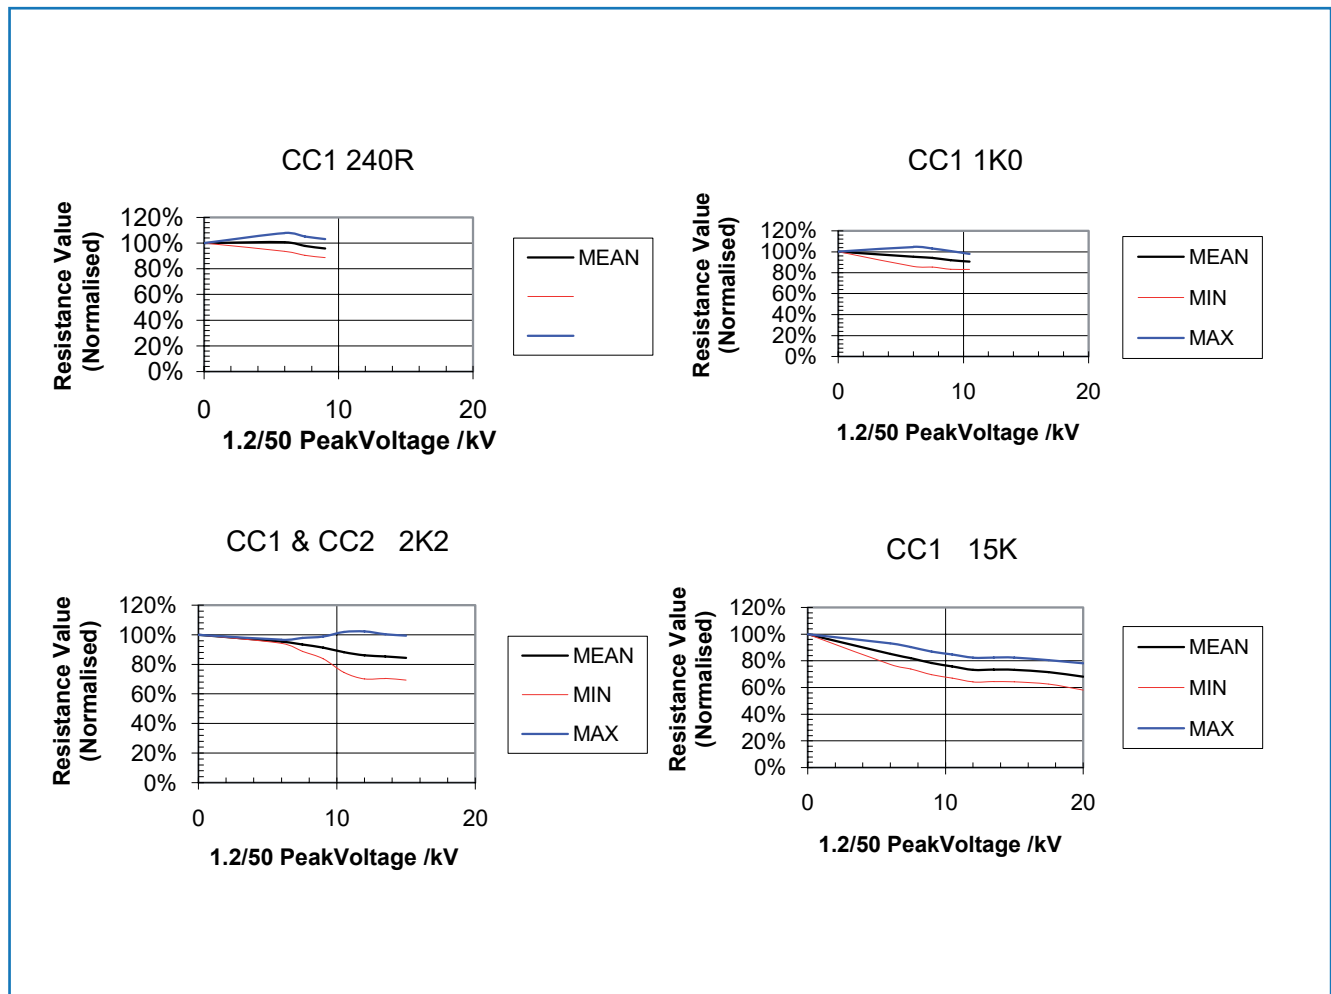 CC1 240R
Resistance Value
(Normalised)
120%
100%
80%
60%
40%
20%
0%
0 10 20
1.2/50 PeakVoltage /kV
MEAN
CC1 1K0
Resistance Value
(Normalised)
120%
100%
80%
60%
40%
20%
0%
0 10 20
1.2/50 PeakVoltage /kV
MEAN
MIN
MAX
CC1 & CC2 2K2
Resistance Value
(Normalised)
120%
100%
80%
60%
40%
20%
0%
0 10 20
1.2/50 PeakVoltage /kV
MEAN
MIN
MAX
CC1 15K
Resistance Value
(Normalised)
120%
100%
80%
60%
40%
20%
0%
0 10 20
1.2/50 PeakVoltage /kV
MEAN
MIN
MAX